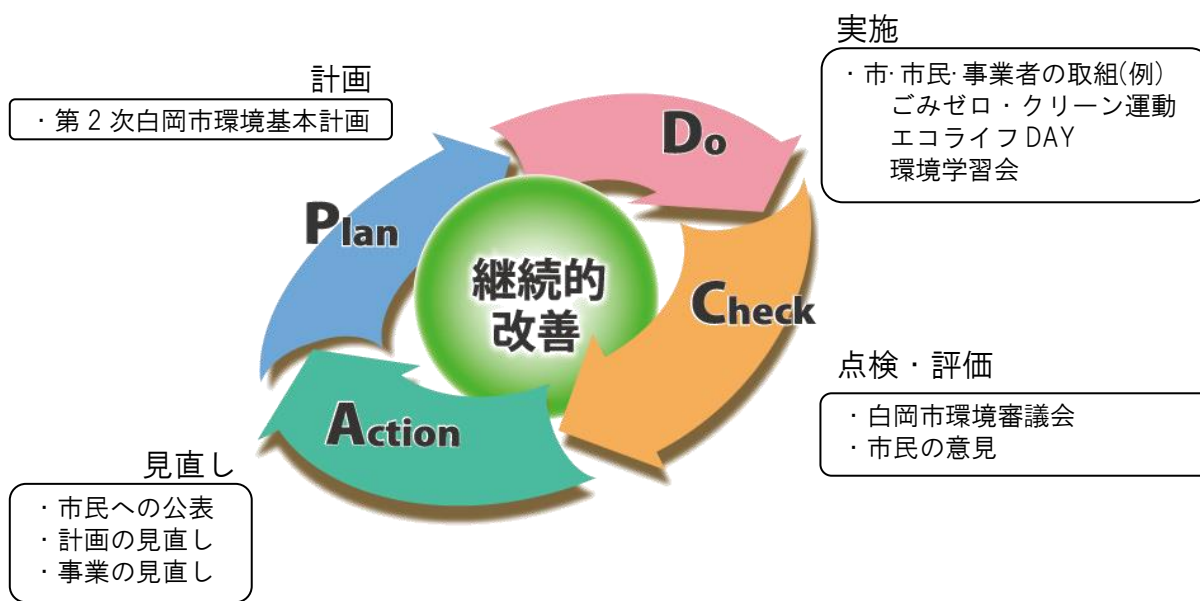 計画
・第2次白岡市環境基本計画
実施
・市・市民・事業者の取組(例)
ごみゼロ・クリーン運動
エコライフDAY
環境学習会
Plan
Do
Check
Action
継続的
改善
点検・評価
・白岡市環境審議会
・市民の意見
見直し
・市民への公表
・計画の見直し
・事業の見直し